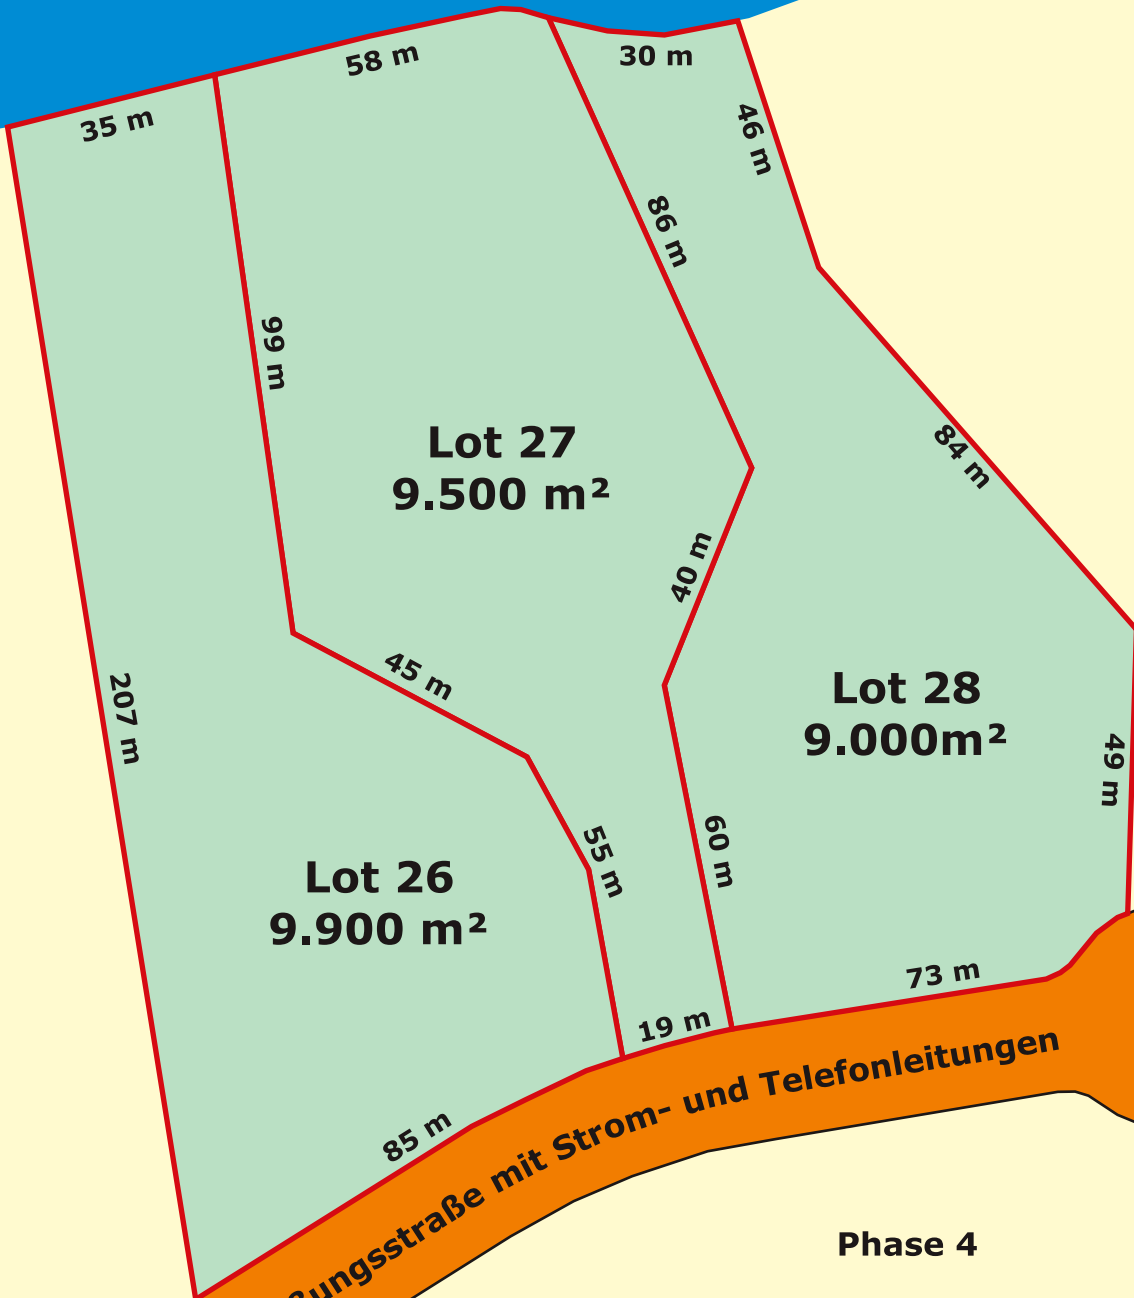 58 m
30 m
35 m
46 m
86 m
99 m
Lot 27
9.500 m²
84 m
40 m
45 m
207 m
Lot 28
9.000m²
49 m
60 m
55 m
Lot 26
9.900 m²
73 m
19 m
85 m
ßungsstraße mit Strom- und Telefonleitungen
Phase 4